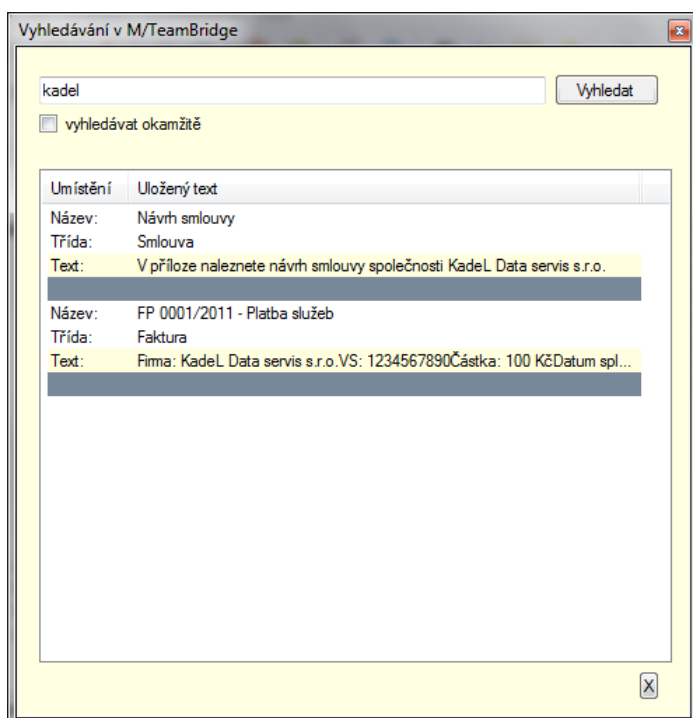 Vyhledávání v M/TeamBridge
kadel
Vyhledat
vyhledávat okamžitě
Umístění Uložený text
Název: Návrh smlouvy
Třída: Smlouva
Text: V příloze naleznete návrh smlouvy společnosti KadeL Data servis s.r.o.
Název: FP 0001/2011 - Platba služeb
Třída: Faktura
Text: Firma: KadeL Data servis s.r.o.VS: 1234567890Částka: 100 KčDatum spl...
X